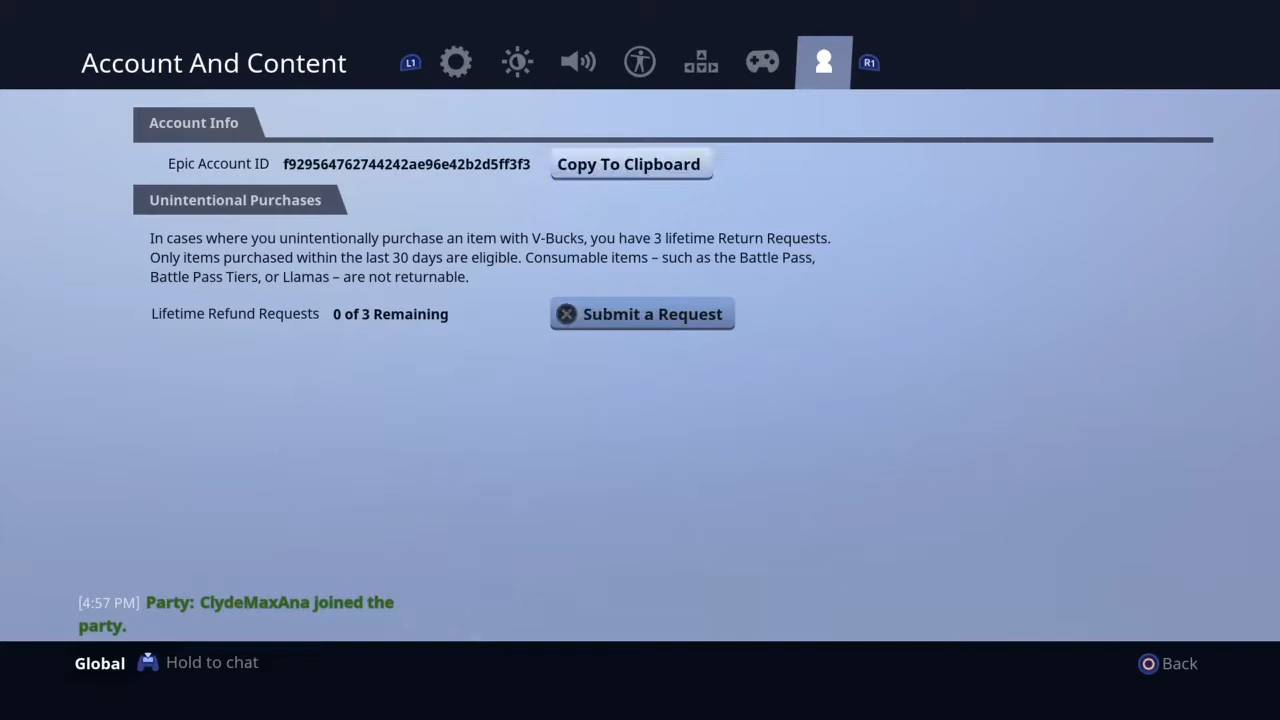 Account And Content
L1
R1
Account Info
Epic Account ID f929564762744242ae96e42b2d5ff3f3 Copy To Clipboard
Unintentional Purchases
In cases where you unintentionally purchase an item with V-Bucks, you have 3 lifetime Return Requests.
Only items purchased within the last 30 days are eligible. Consumable items – such as the Battle Pass,
Battle Pass Tiers, or Llamas – are not returnable.
Lifetime Refund Requests 0 of 3 Remaining Submit a Request
[4:57 PM] Party: ClydeMaxAna joined the
party.
Global Hold to chat Back